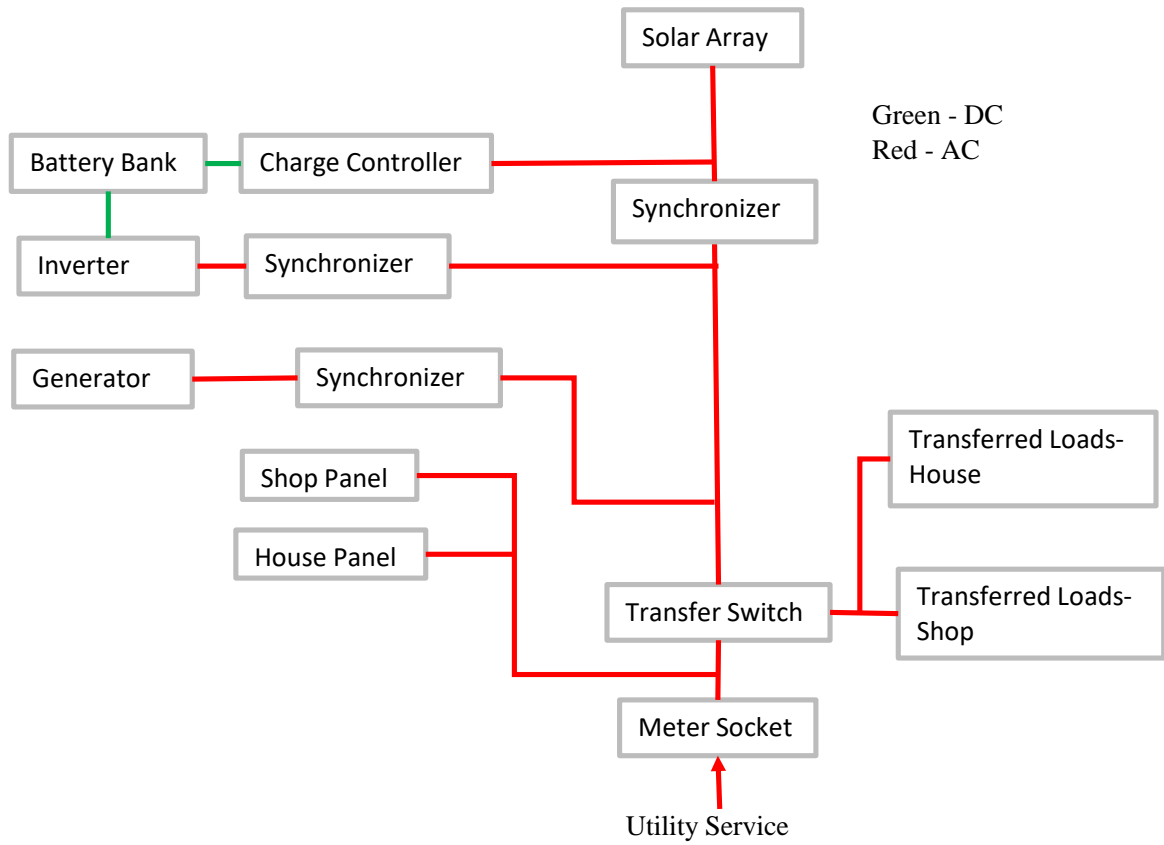 Solar Array
Green - DC
Red - AC
Battery Bank
Charge Controller
Synchronizer
Inverter
Synchronizer
Generator
Synchronizer
Transferred Loads-
House
Shop Panel
House Panel
Transfer Switch
Transferred Loads-
Shop
Meter Socket
Utility Service